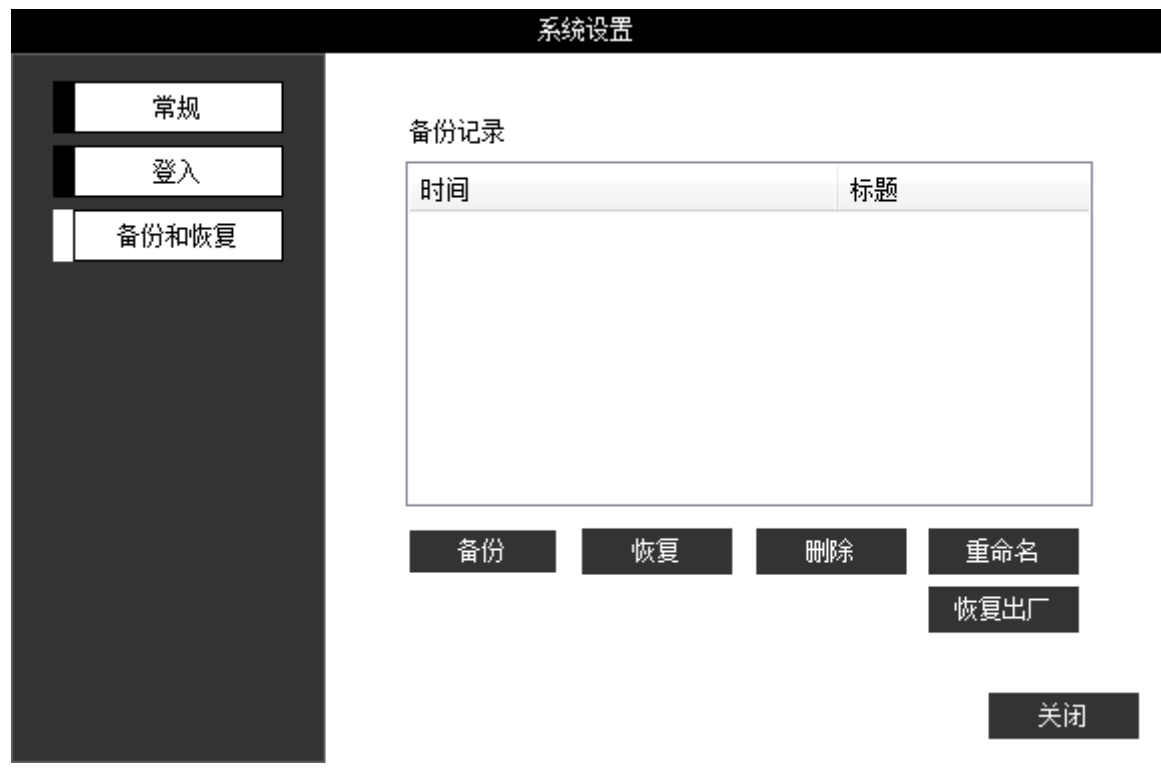 系统设置
常规
登入
备份和恢复
备份记录
时间 标题
备份 恢复 删除 重命名
恢复出厂
关闭